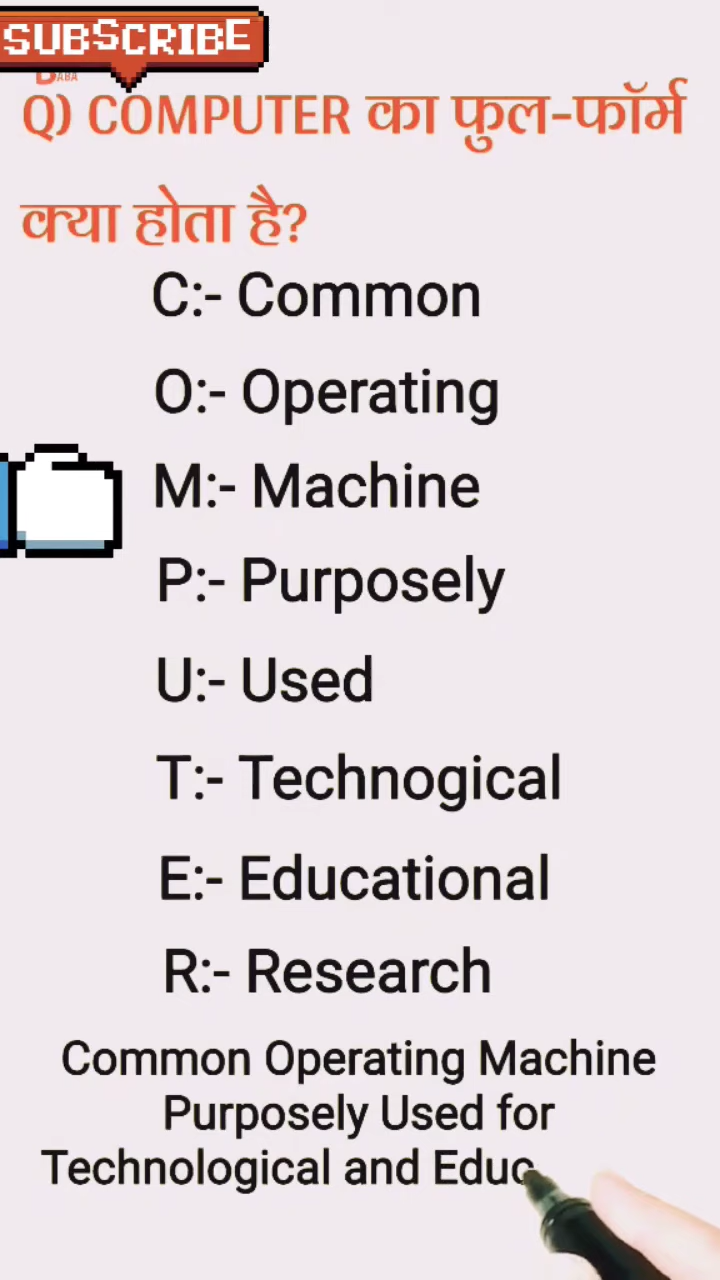 SUBSCRIBE
BABA
Q) COMPUTER का फुल-फॉर्म
क्या होता है?
C:- Common
O:- Operating
M:- Machine
P:- Purposely
U:- Used
T:- Technogical
E:- Educational
R:- Research
Common Operating Machine
Purposely Used for
Technological and Educ